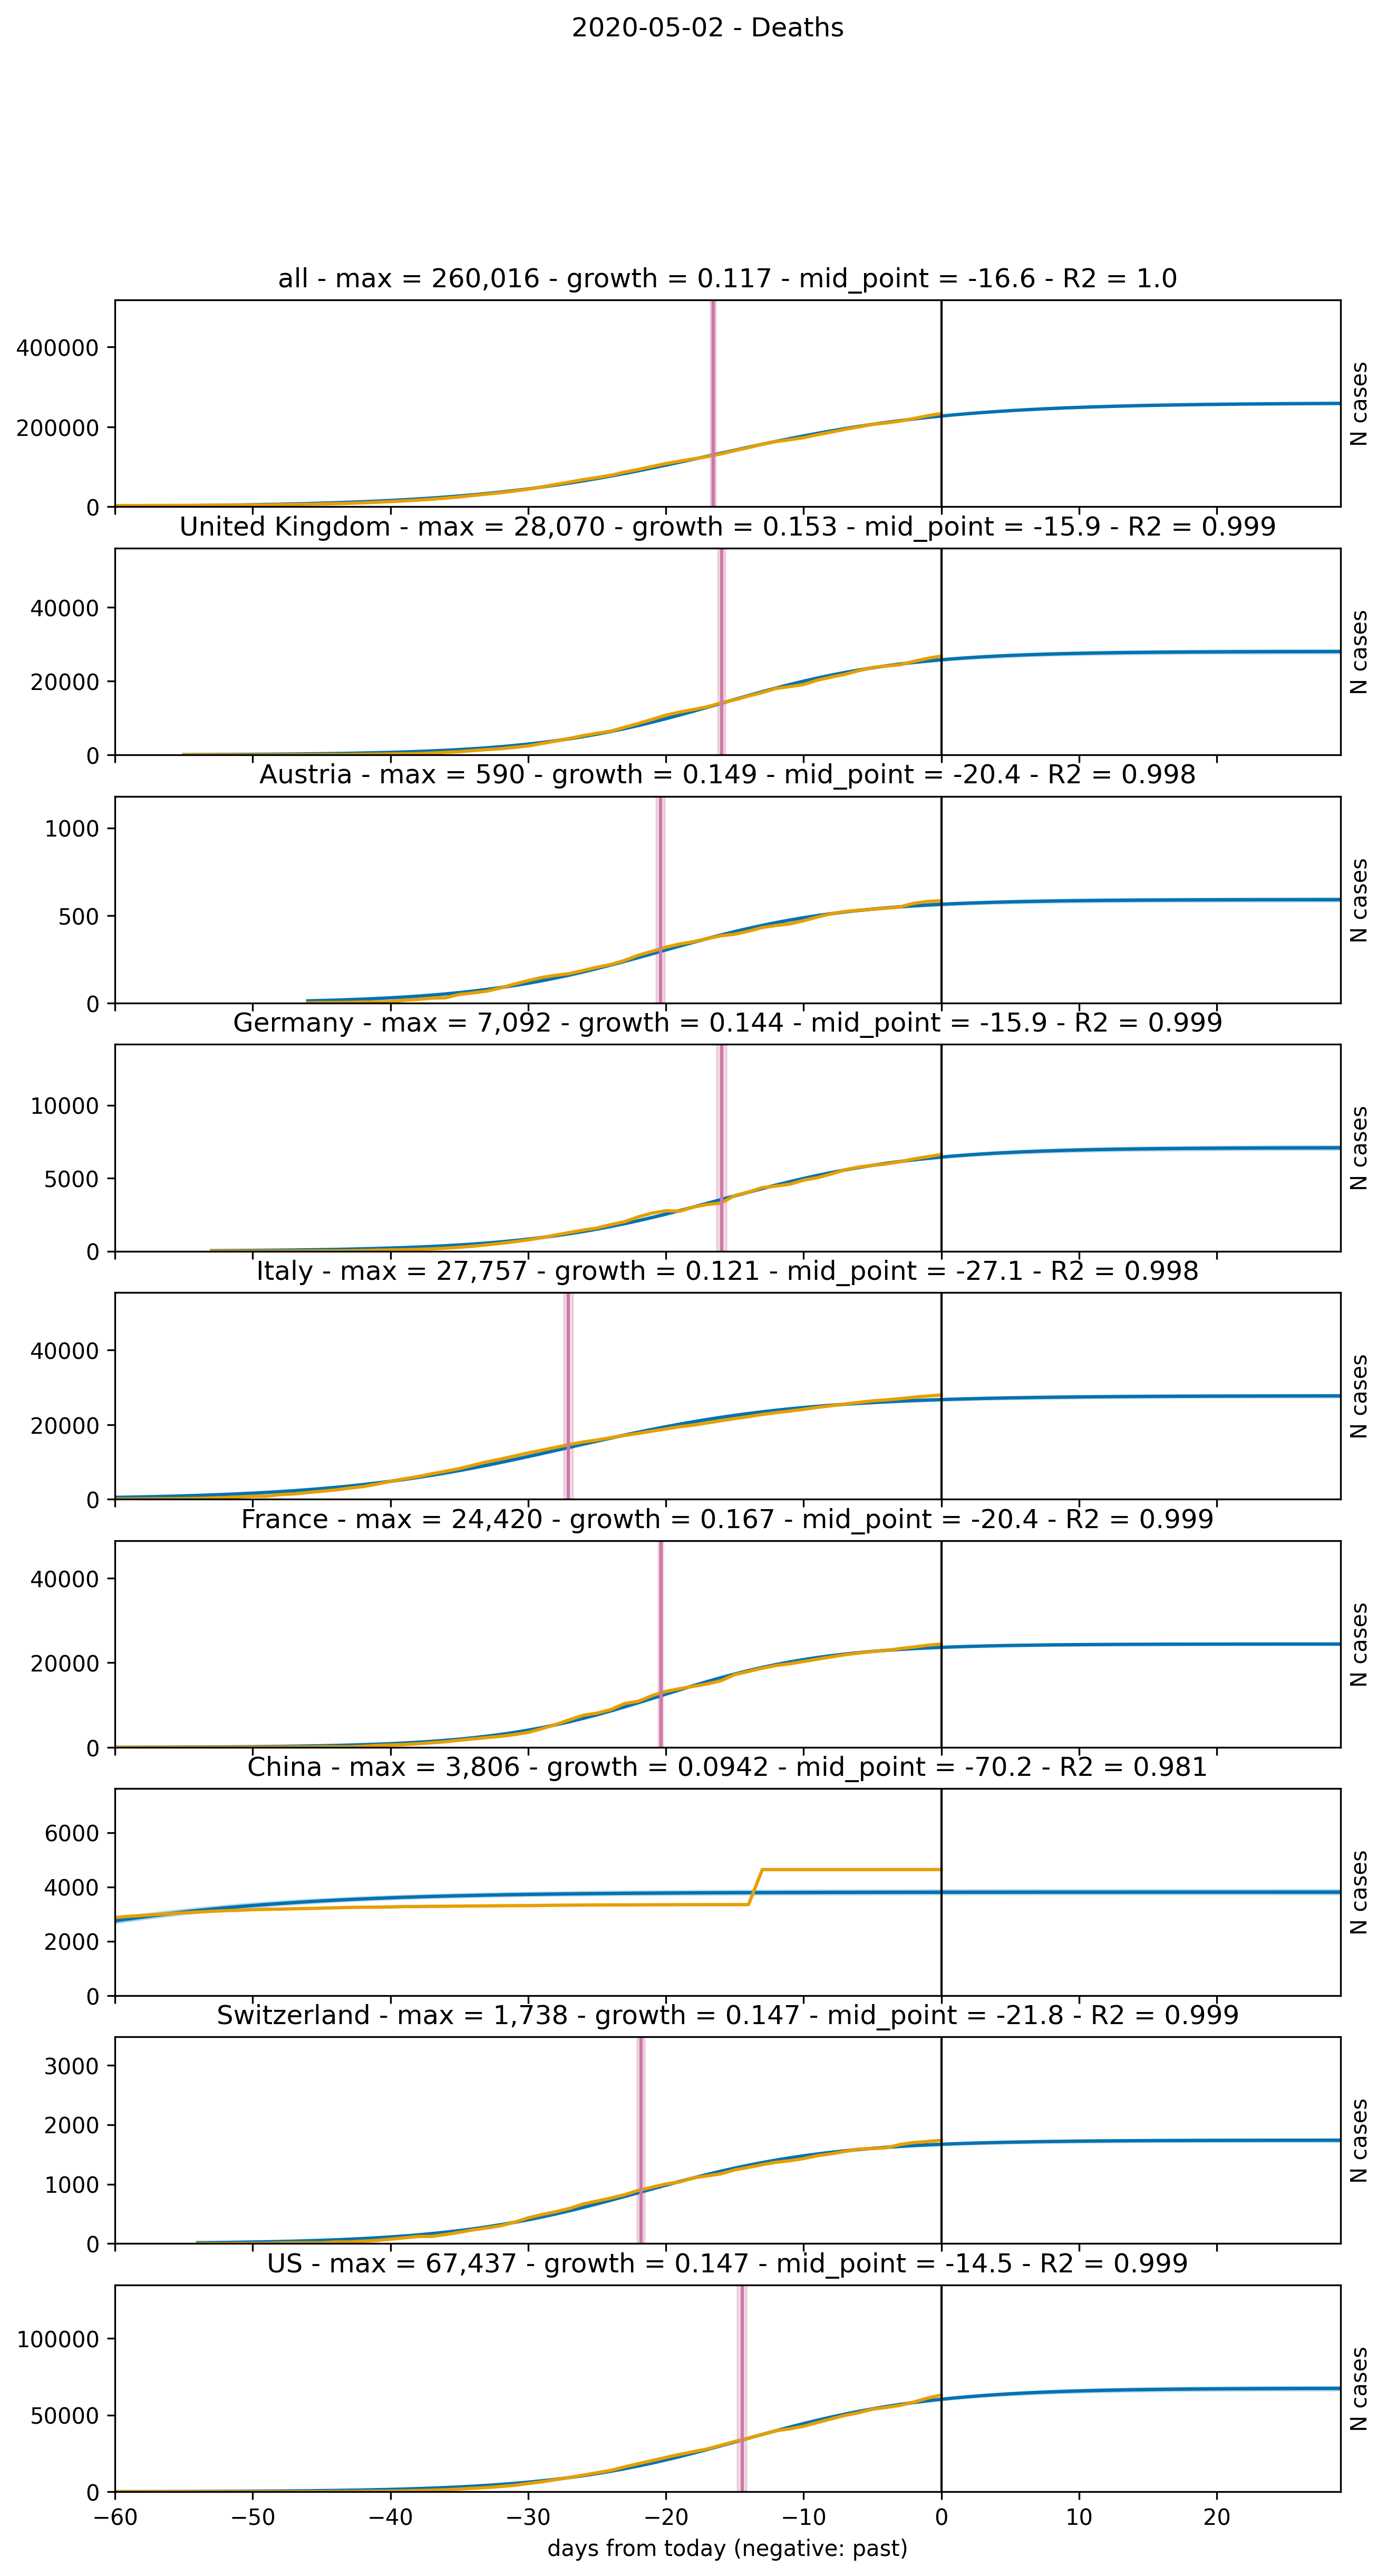 2020-05-02 - Deaths
all - max = 260,016 - growth = 0.117 - mid_point = -16.6 - R2 = 1.0
400000
200000
0
N cases
United Kingdom - max = 28,070 - growth = 0.153 - mid_point = -15.9 - R2 = 0.999
40000
20000
0
N cases
Austria - max = 590 - growth = 0.149 - mid_point = -20.4 - R2 = 0.998
1000
500
0
N cases
Germany - max = 7,092 - growth = 0.144 - mid_point = -15.9 - R2 = 0.999
10000
5000
0
N cases
Italy - max = 27,757 - growth = 0.121 - mid_point = -27.1 - R2 = 0.998
40000
20000
0
N cases
France - max = 24,420 - growth = 0.167 - mid_point = -20.4 - R2 = 0.999
40000
20000
0
N cases
China - max = 3,806 - growth = 0.0942 - mid_point = -70.2 - R2 = 0.981
6000
4000
2000
0
N cases
Switzerland - max = 1,738 - growth = 0.147 - mid_point = -21.8 - R2 = 0.999
3000
2000
1000
0
N cases
US - max = 67,437 - growth = 0.147 - mid_point = -14.5 - R2 = 0.999
100000
50000
0
N cases
−60 −50 −40 −30 −20 −10 0 10 20
days from today (negative: past)